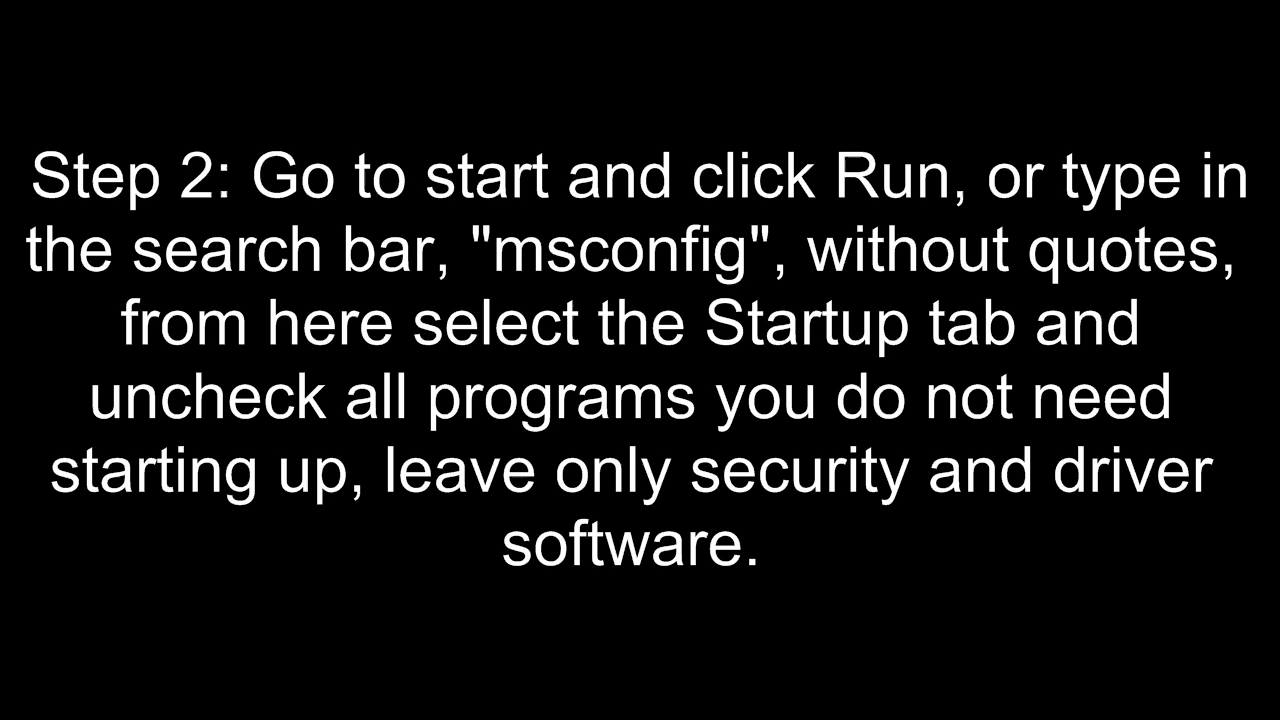 Step 2: Go to start and click Run, or type in
the search bar, "msconfig", without quotes,
from here select the Startup tab and
uncheck all programs you do not need
starting up, leave only security and driver
software.